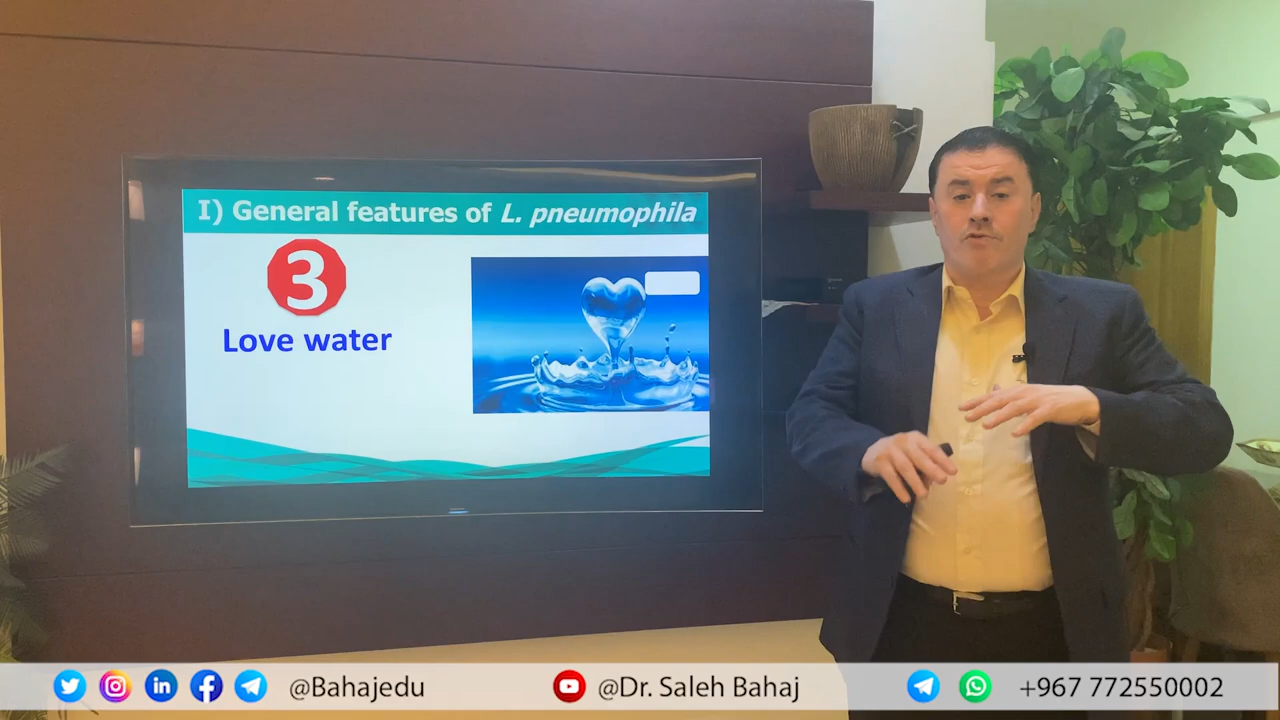 I) General features of L. pneumophila
3
Love water
@Bahajedu
@Dr. Saleh Bahaj
+967 772550002